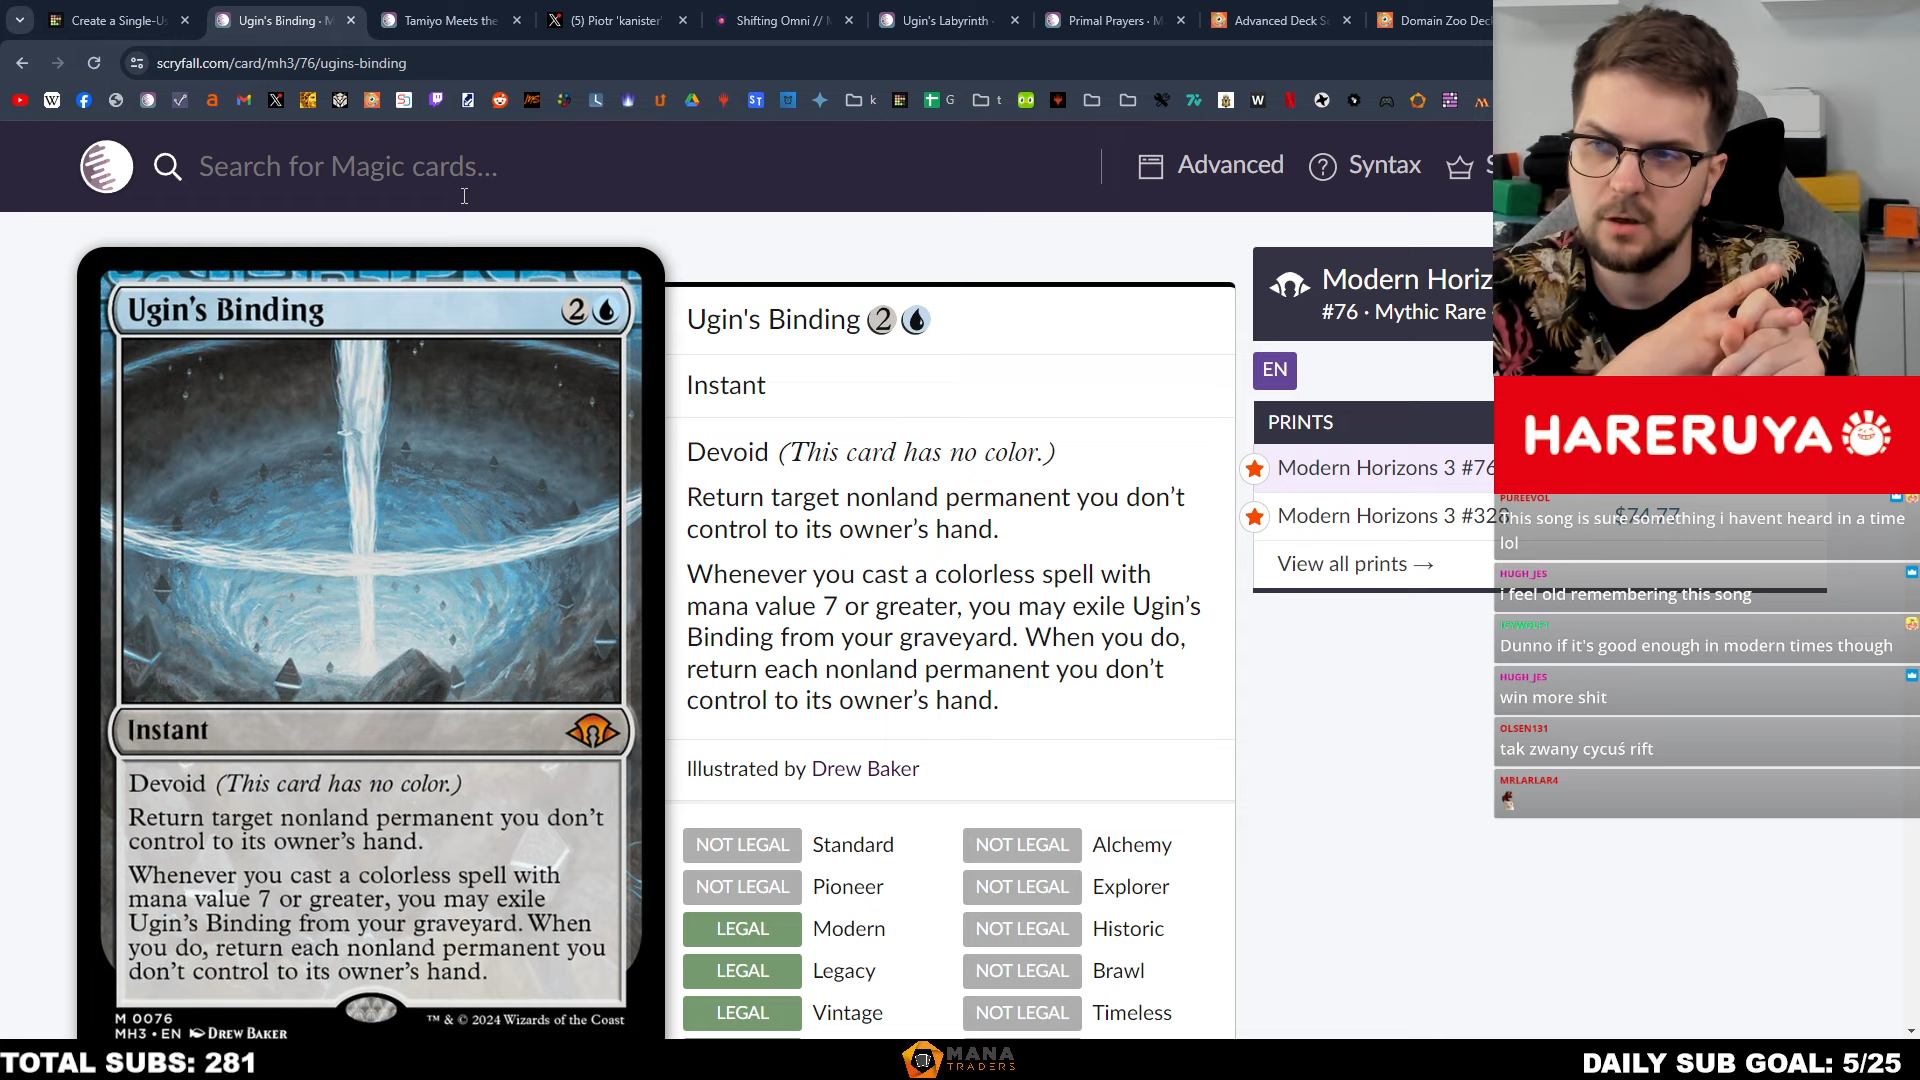 Create a Single-Us
Ugin's Binding · M
Tamiyo Meets the
(5) Piotr 'kanister'
Shifting Omni //
Ugin's Labyrinth ·
Primal Prayers · M
Advanced Deck S
Domain Zoo Dec
scryfall.com/card/mh3/76/ugins-binding
k
G
t
Search for Magic cards...
Advanced
Syntax
S
Ugin's Binding 2
Instant
Devoid (This card has no color.)
Return target nonland permanent you don't
control to its owner's hand.
Whenever you cast a colorless spell with
mana value 7 or greater, you may exile
Ugin's Binding from your graveyard. When
you do, return each nonland permanent you
don't control to its owner's hand.
M 0076
MH3 • EN DREW BAKER
™ & © 2024 Wizards of the Coast
Ugin's Binding 2
Instant
Devoid (This card has no color.)
Return target nonland permanent you don't
control to its owner's hand.
Whenever you cast a colorless spell with
mana value 7 or greater, you may exile Ugin's
Binding from your graveyard. When you do,
return each nonland permanent you don't
control to its owner's hand.
Illustrated by Drew Baker
NOT LEGAL Standard NOT LEGAL Alchemy
NOT LEGAL Pioneer NOT LEGAL Explorer
LEGAL Modern NOT LEGAL Historic
LEGAL Legacy NOT LEGAL Brawl
LEGAL Vintage NOT LEGAL Timeless
Modern Horiz
#76 · Mythic Rare
EN
PRINTS
Modern Horizons 3 #76
Modern Horizons 3 #328 $74.77
View all prints →
HARERUYA
PUREEVOL
This song is sure something i havent heard in a time
lol
HUGH_JES
i feel old remembering this song
Dunno if it's good enough in modern times though
HUGH_JES
win more shit
OLSEN131
tak zwany cycuś rift
MRLARLAR4
TOTAL SUBS: 281
MANA
TRADERS
DAILY SUB GOAL: 5/25